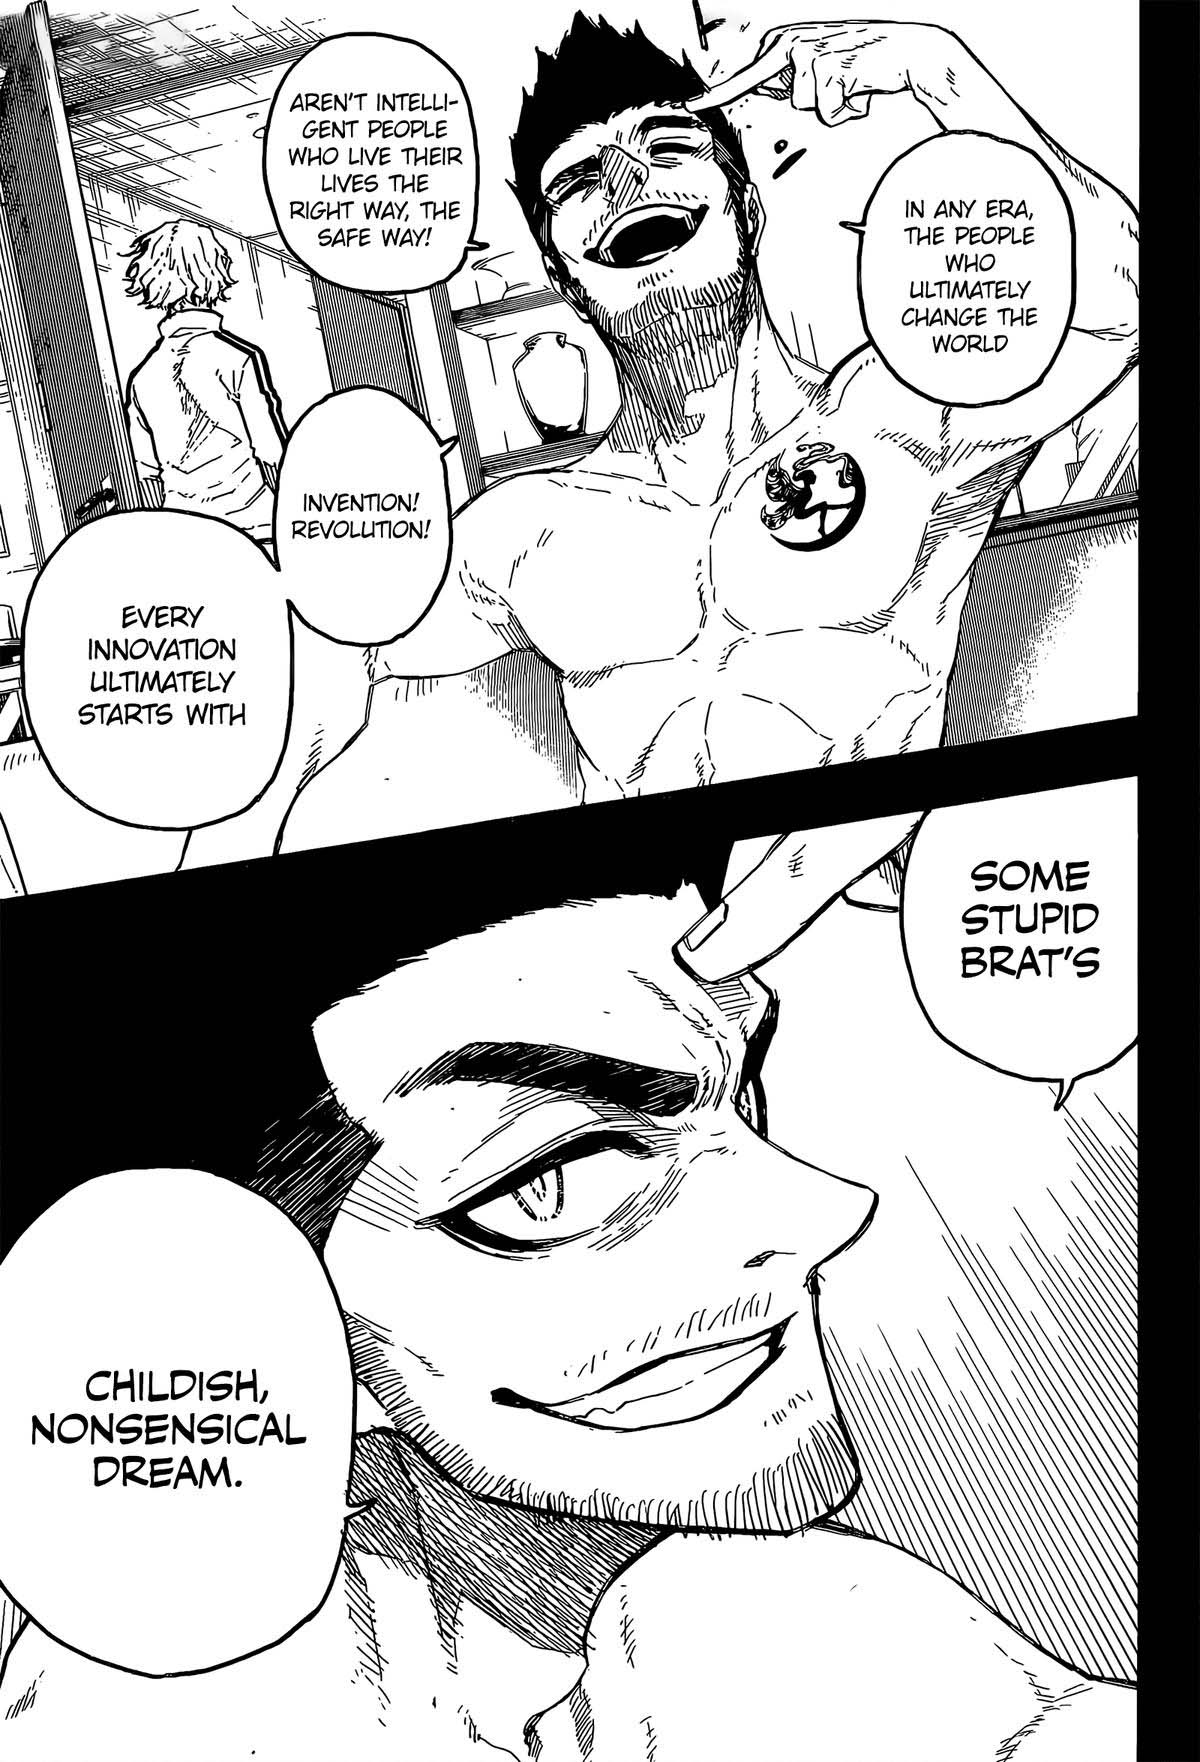 IN ANY ERA,
THE PEOPLE
WHO
ULTIMATELY
CHANGE THE
WORLD
AREN'T INTELLI-
GENT PEOPLE
WHO LIVE THEIR
LIVES THE
RIGHT WAY, THE
SAFE WAY!
INVENTION!
REVOLUTION!
EVERY
INNOVATION
ULTIMATELY
STARTS WITH
SOME
STUPID
BRAT'S
CHILDISH,
NONSENSICAL
DREAM.